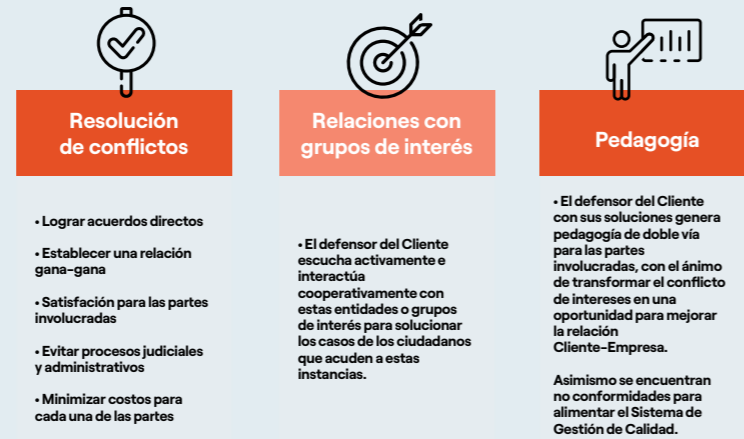 Resolución
de conflictos
• Lograr acuerdos directos
• Establecer una relación
gana-gana
• Satisfacción para las partes
involucradas
• Evitar procesos judiciales
y administrativos
• Minimizar costos para
cada una de las partes
Relaciones con
grupos de interés
• El defensor del Cliente
escucha activamente e
interactúa
cooperativamente con
estas entidades o grupos
de interés para solucionar
los casos de los ciudadanos
que acuden a estas
instancias.
Pedagogía
• El defensor del Cliente
con sus soluciones genera
pedagogía de doble vía
para las partes
involucradas, con el ánimo
de transformar el conflicto
de intereses en una
oportunidad para mejorar
la relación
Cliente-Empresa.
Asimismo se encuentran
no conformidades para
alimentar el Sistema de
Gestión de Calidad.